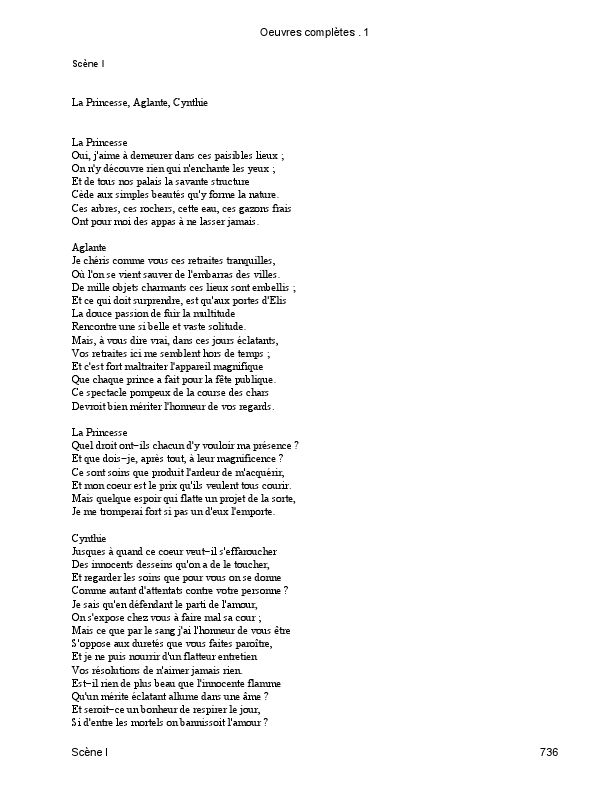 Oeuvres complètes . 1
Scène I
La Princesse, Aglante, Cynthie
La Princesse
Oui, j'aime à demeurer dans ces paisibles lieux ;
On n'y découvre rien qui n'enchante les yeux ;
Et de tous nos palais la savante structure
Cède aux simples beautés qu'y forme la nature.
Ces arbres, ces rochers, cette eau, ces gazons frais
Ont pour moi des appas à ne lasser jamais.
Aglante
Je chéris comme vous ces retraites tranquilles,
Où l'on se vient sauver de l'embarras des villes.
De mille objets charmants ces lieux sont embellis ;
Et ce qui doit surprendre, est qu'aux portes d'Elis
La douce passion de fuir la multitude
Rencontre une si belle et vaste solitude.
Mais, à vous dire vrai, dans ces jours éclatants,
Vos retraites ici me semblent hors de temps ;
Et c'est fort maltraiter l'appareil magnifique
Que chaque prince a fait pour la fête publique.
Ce spectacle pompeux de la course des chars
Devroit bien mériter l'honneur de vos regards.
La Princesse
Quel droit ont−ils chacun d'y vouloir ma présence ?
Et que dois−je, après tout, à leur magnificence ?
Ce sont soins que produit l'ardeur de m'acquérir,
Et mon coeur est le prix qu'ils veulent tous courir.
Mais quelque espoir qui flatte un projet de la sorte,
Je me tromperai fort si pas un d'eux l'emporte.
Cynthie
Jusques à quand ce coeur veut−il s'effaroucher
Des innocents desseins qu'on a de le toucher,
Et regarder les soins que pour vous on se donne
Comme autant d'attentats contre votre personne ?
Je sais qu'en défendant le parti de l'amour,
On s'expose chez vous à faire mal sa cour ;
Mais ce que par le sang j'ai l'honneur de vous être
S'oppose aux duretés que vous faites paroître,
Et je ne puis nourrir d'un flatteur entretien
Vos résolutions de n'aimer jamais rien.
Est−il rien de plus beau que l'innocente flamme
Qu'un mérite éclatant allume dans une âme ?
Et seroit−ce un bonheur de respirer le jour,
Si d'entre les mortels on bannissoit l'amour ?
Scène I
736